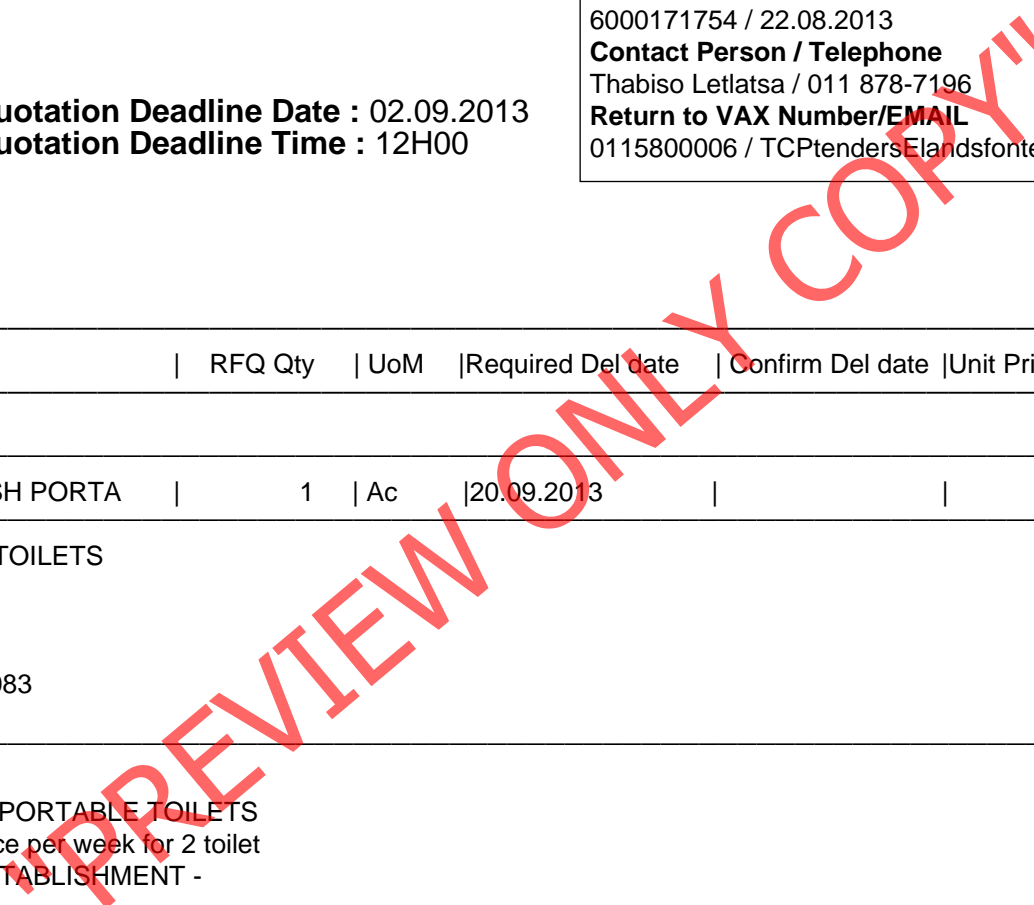 6000171754 / 22.08.2013
Contact Person / Telephone
Thabiso Letlatsa / 011 878-7196
Return to VAX Number/EMAIL
0115800006 / TCPtendersElandsfonte
uotation Deadline Date : 02.09.2013
uotation Deadline Time : 12H00
| RFQ Qty | UoM |Required Del date | Confirm Del date |Unit Pri
SH PORTA | 1 | Ac |20.09.2013 | |
TOILETS
083
PORTABLE TOILETS
ce per week for 2 toilet
TABLISHMENT -
"PREVIEW ONLY COPY"